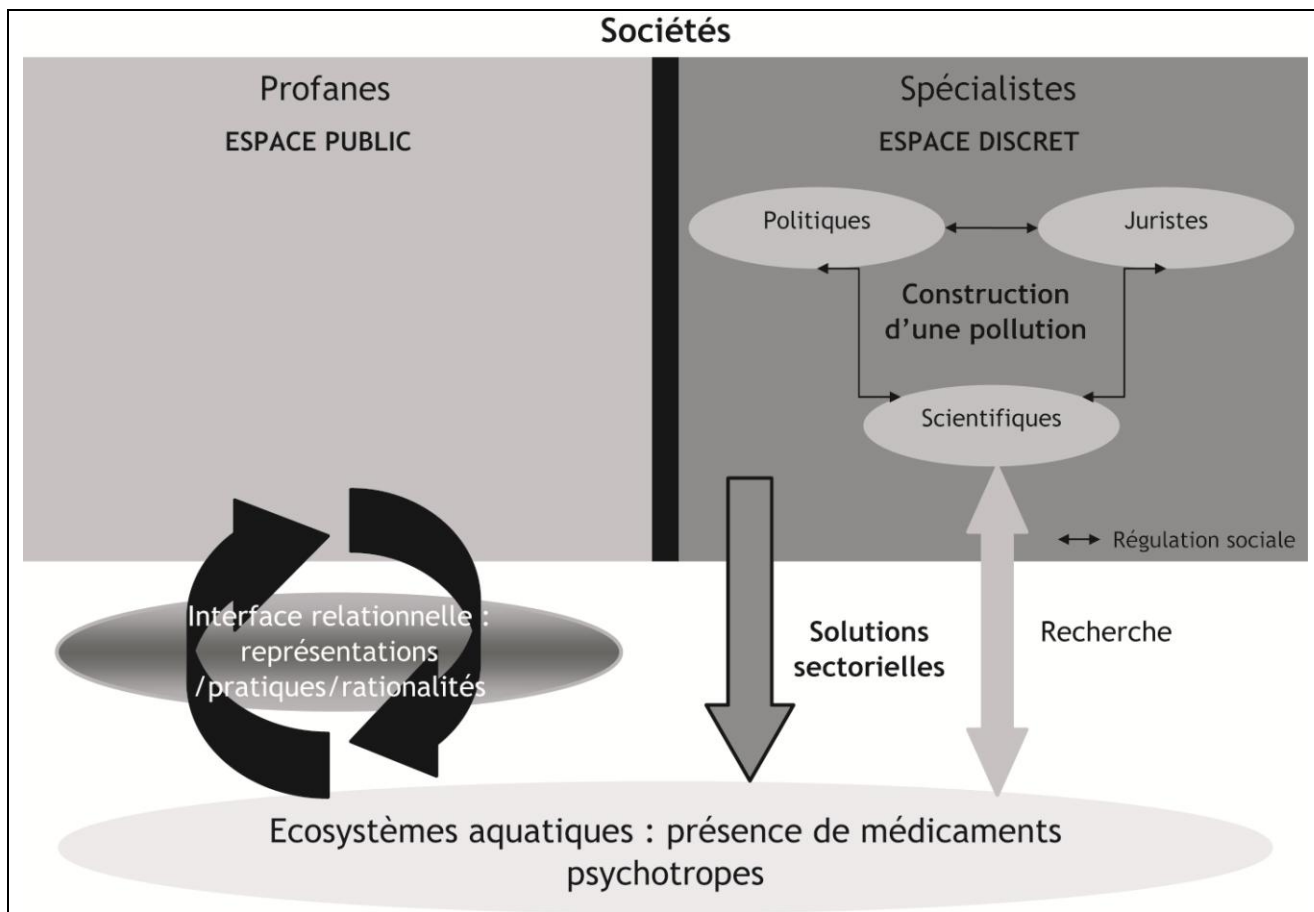 Sociétés
Profanes
ESPACE PUBLIC
Spécialistes
ESPACE DISCRET
Politiques
Juristes
Construction
d’une pollution
Scientifiques
Régulation sociale
Interface relationnelle :
représentations
/pratiques/rationalités
Solutions
sectorielles
Recherche
Ecosystèmes aquatiques : présence de médicaments
psychotropes